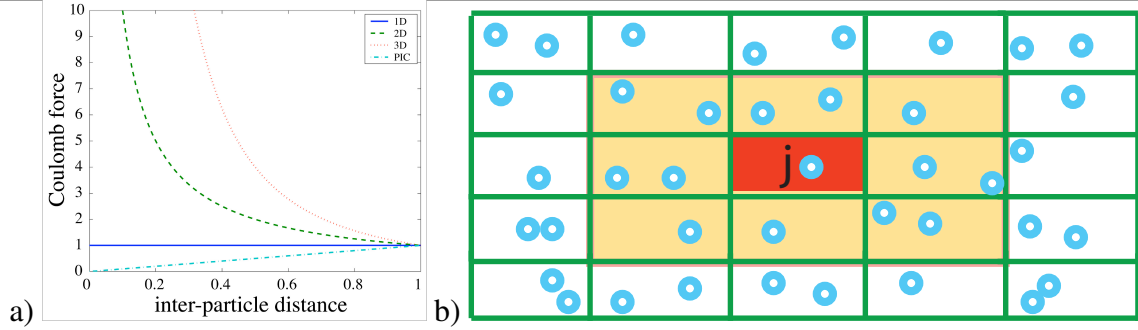 a)
Coulomb force
10
9
8
7
6
5
4
3
2
1
0
0
0.2
0.4
0.6
0.8
1
inter-particle distance
1D
2D
3D
PIC
b)
j